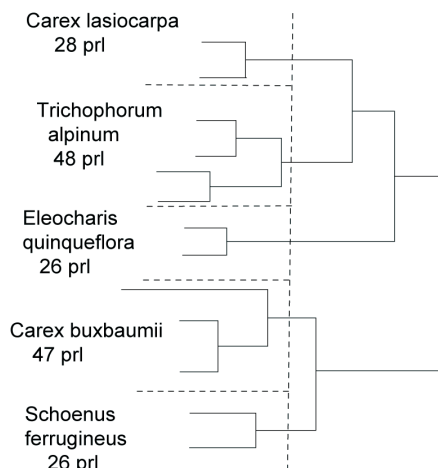 Carex lasiocarpa
28 prl
Trichophorum
alpinum
48 prl
Eleocharis
quinqueflora
26 prl
Carex buxbaumii
47 prl
Schoenus
ferrugineus
26 prl